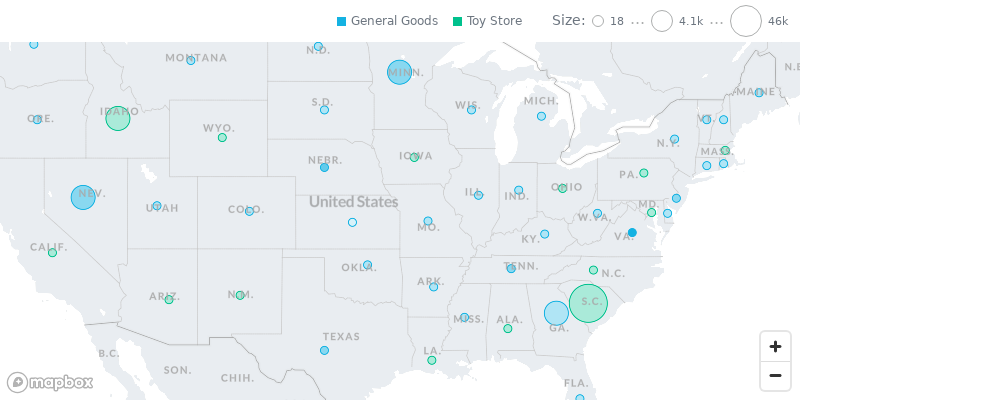 General Goods Toy Store Size: 18 ... 4.1k ... 46k
N.D.
MONTANA MINN. N.B
MAINE
S.D. WIS. MICH.
IDAHO
ORE. VT.
WYO.
N.Y.
MASS.
NEBR. IOWA
OHIO PA.
NEV. ILL. IND.
United States
UTAH COLO. MD.
W.VA.
MO.
KY. VA.
CALIF.
OKLA. TENN.
N.C.
ARK.
ARIZ. N.M.
S.C.
MISS. ALA.
GA.
TEXAS
LA.
B.C.
SON.
CHIH.
FLA.
mapbox
+
−